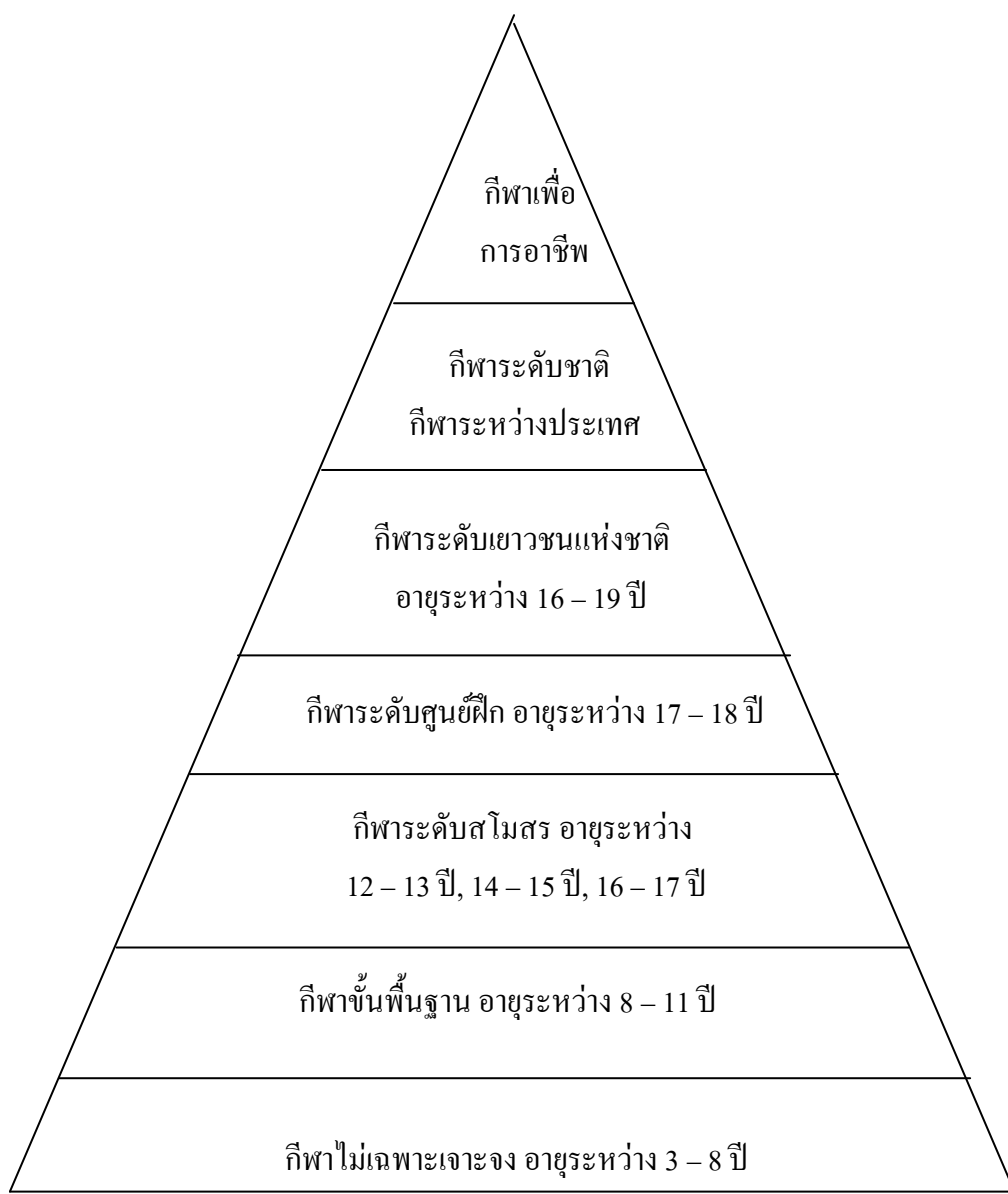 กีฬาเพื่อ
การอาชีพ
กีฬาระดับชาติ
กีฬาระหว่างประเทศ
กีฬาระดับเยาวชนแห่งชาติ
อายุระหว่าง 16 – 19 ปี
กีฬาระดับศูนย์ฝึก อายุระหว่าง 17 – 18 ปี
กีฬาระดับสโมสร อายุระหว่าง
12 – 13 ปี, 14 – 15 ปี, 16 – 17 ปี
กีฬาขั้นพื้นฐาน อายุระหว่าง 8 – 11 ปี
กีฬาไม่เฉพาะเจาะจง อายุระหว่าง 3 – 8 ปี